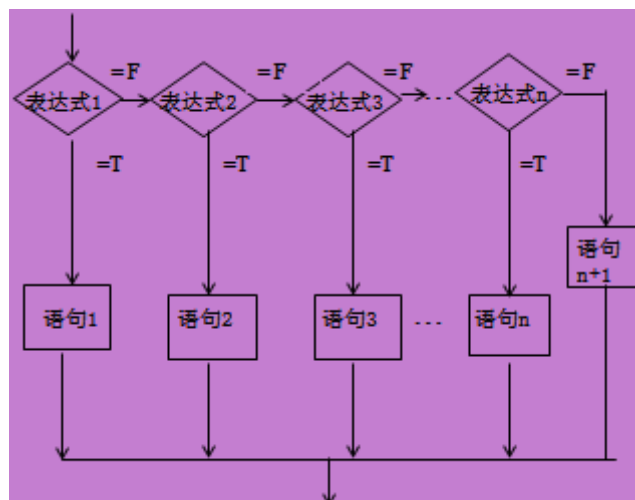 =F =F =F =F
表达式1 表达式2 表达式3 ... 表达式n
=T =T =T =T
语句
n+1
语句1 语句2 语句3 ... 语句n